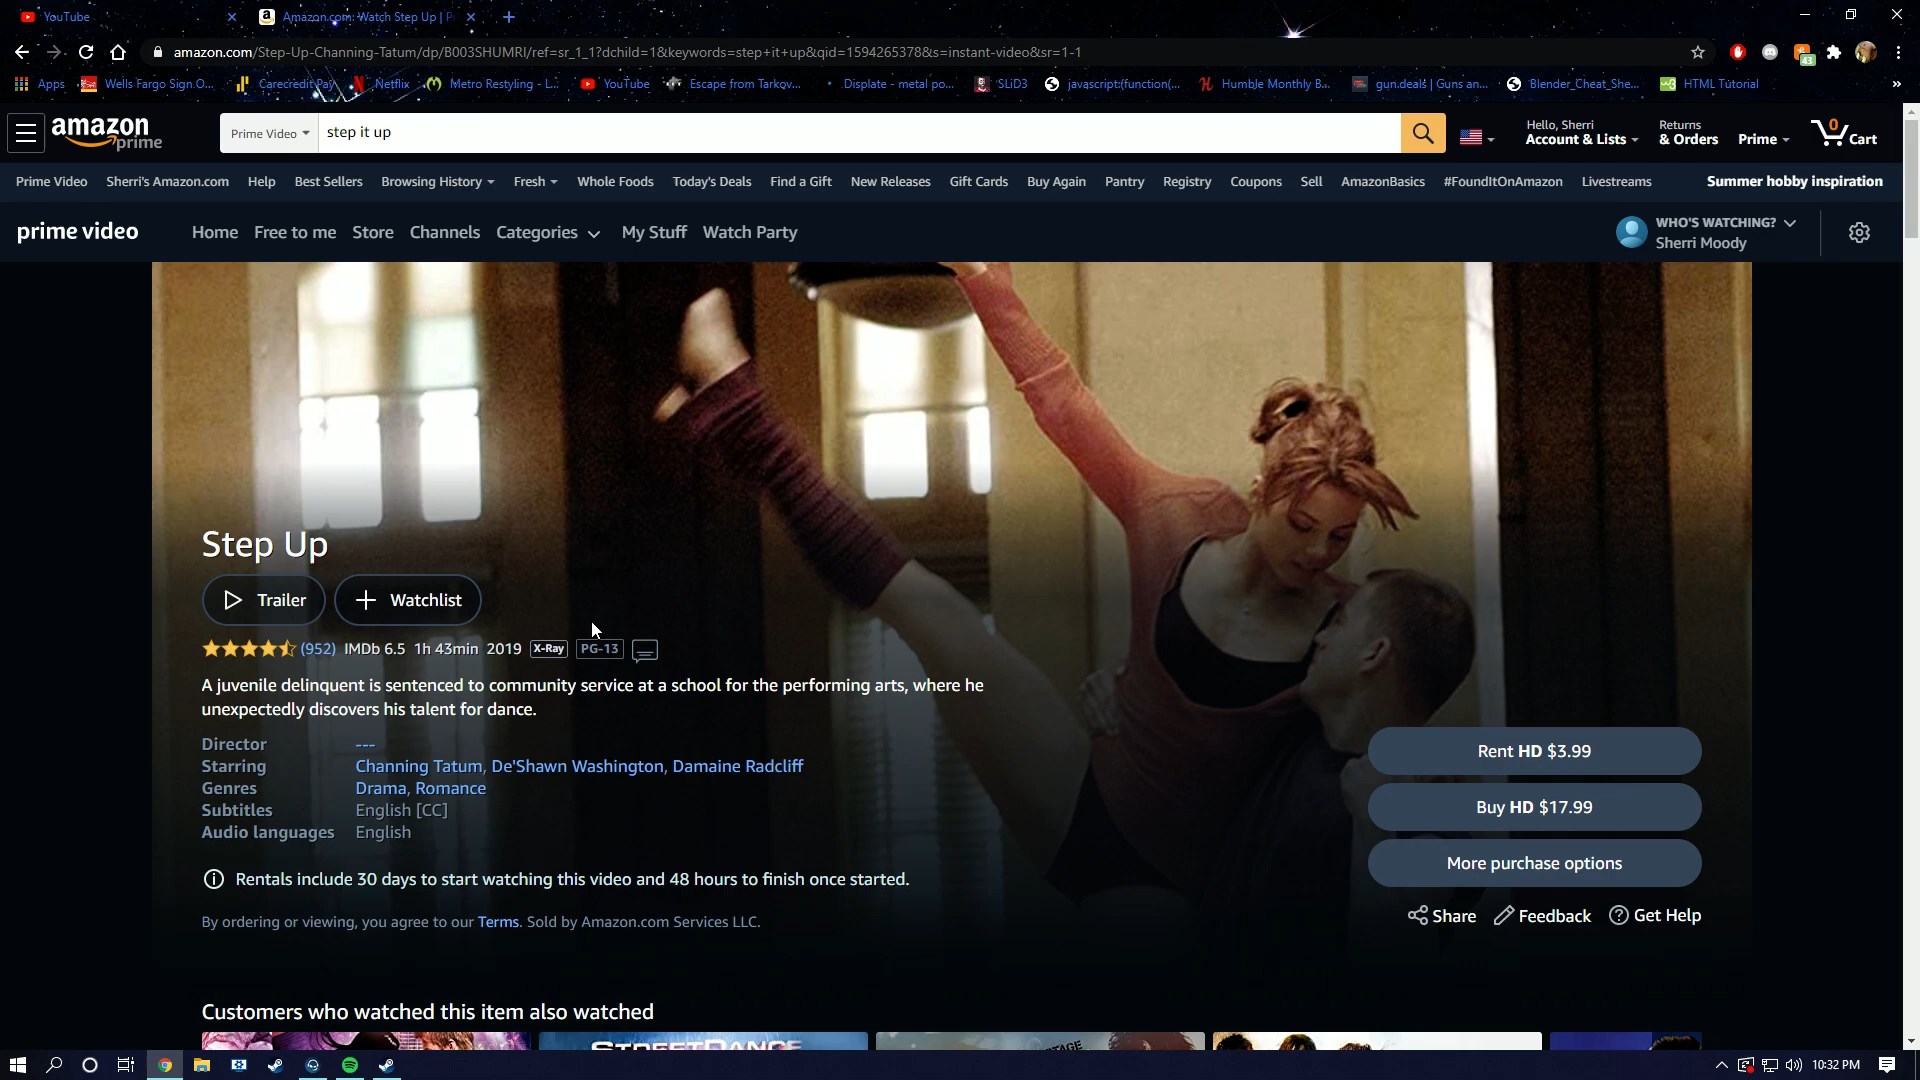 YouTube
Amazon.com: Watch Step Up | P
amazon.com/Step-Up-Channing-Tatum/dp/B003SHUMRI/ref=sr_1_1?dchild=1&keywords=step+it+up&qid=1594265378&s=instant-video&sr=1-1
43
Apps Wells Fargo Sign O... Carecredit Pay Netflix Metro Restyling - L... YouTube Escape from Tarkov... Displate - metal po... 'SLiD3 javascript:(function(... Humble Monthly B... gun.deals | Guns an... Blender_Cheat_She... HTML Tutorial »
amazon prime
Prime Video
step it up
Hello, Sherri
Account & Lists
Returns
& Orders
Prime
0
Cart
Prime Video Sherri's Amazon.com Help Best Sellers Browsing History Fresh Whole Foods Today's Deals Find a Gift New Releases Gift Cards Buy Again Pantry Registry Coupons Sell AmazonBasics #FoundItOnAmazon Livestreams Summer hobby inspiration
prime video Home Free to me Store Channels Categories My Stuff Watch Party
WHO'S WATCHING?
Sherri Moody
Step Up
Trailer Watchlist
(952) IMDb 6.5 1h 43min 2019 X-Ray PG-13
A juvenile delinquent is sentenced to community service at a school for the performing arts, where he
unexpectedly discovers his talent for dance.
Director ---
Starring Channing Tatum, De'Shawn Washington, Damaine Radcliff
Genres Drama, Romance
Subtitles English [CC]
Audio languages English
Rent HD $3.99
Buy HD $17.99
More purchase options
Rentals include 30 days to start watching this video and 48 hours to finish once started.
Share Feedback Get Help
By ordering or viewing, you agree to our Terms. Sold by Amazon.com Services LLC.
Customers who watched this item also watched
STREETDANCE
10:32 PM